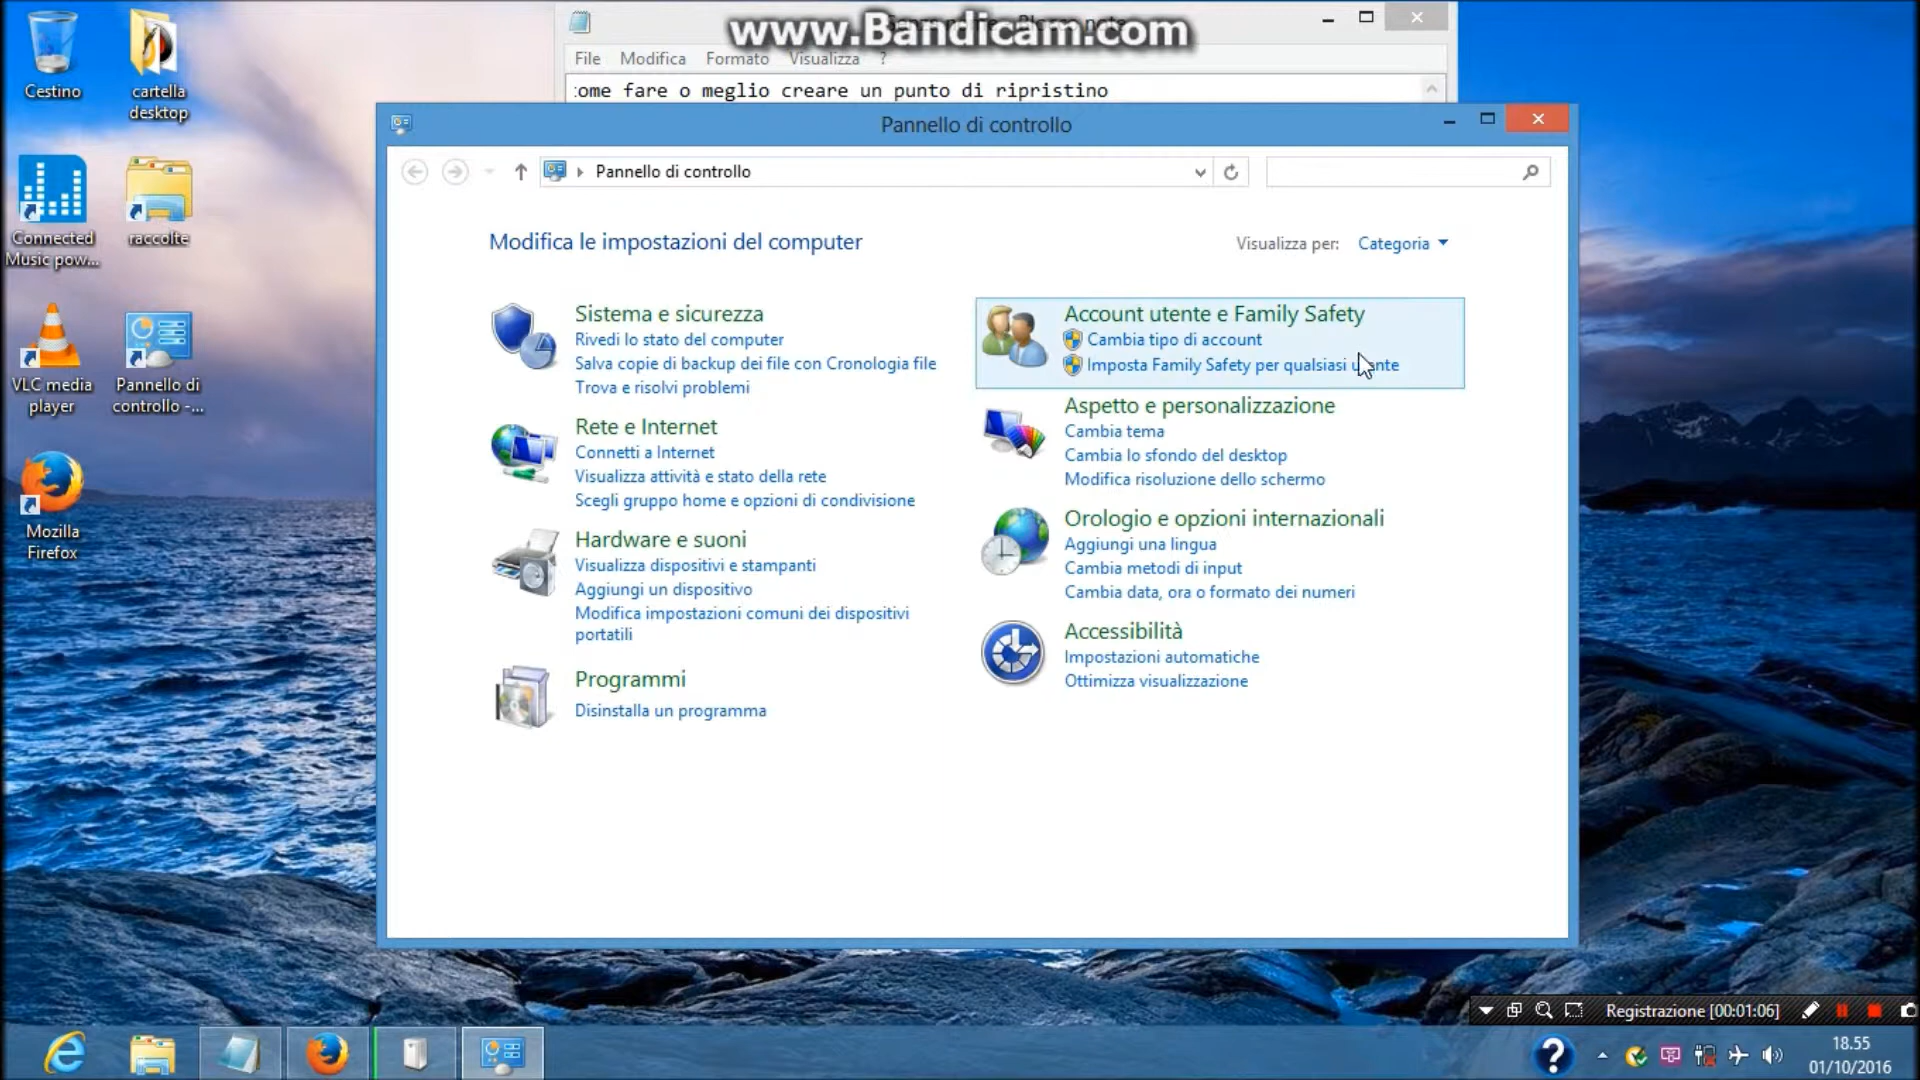 www.Bandicam.com
File Modifica Formato Visualizza ?
ome fare o meglio creare un punto di ripristino
Cestino
cartella
desktop
Connected
Music pow...
raccolte
VLC media
player
Pannello di
controllo -...
Mozilla
Firefox
Pannello di controllo
Pannello di controllo
Modifica le impostazioni del computer
Visualizza per: Categoria
Sistema e sicurezza
Rivedi lo stato del computer
Salva copie di backup dei file con Cronologia file
Trova e risolvi problemi
Rete e Internet
Connetti a Internet
Visualizza attività e stato della rete
Scegli gruppo home e opzioni di condivisione
Hardware e suoni
Visualizza dispositivi e stampanti
Aggiungi un dispositivo
Modifica impostazioni comuni dei dispositivi
portatili
Programmi
Disinstalla un programma
Account utente e Family Safety
Cambia tipo di account
Imposta Family Safety per qualsiasi utente
Aspetto e personalizzazione
Cambia tema
Cambia lo sfondo del desktop
Modifica risoluzione dello schermo
Orologio e opzioni internazionali
Aggiungi una lingua
Cambia metodi di input
Cambia data, ora o formato dei numeri
Accessibilità
Impostazioni automatiche
Ottimizza visualizzazione
Registrazione [00:01:06]
18.55
01/10/2016